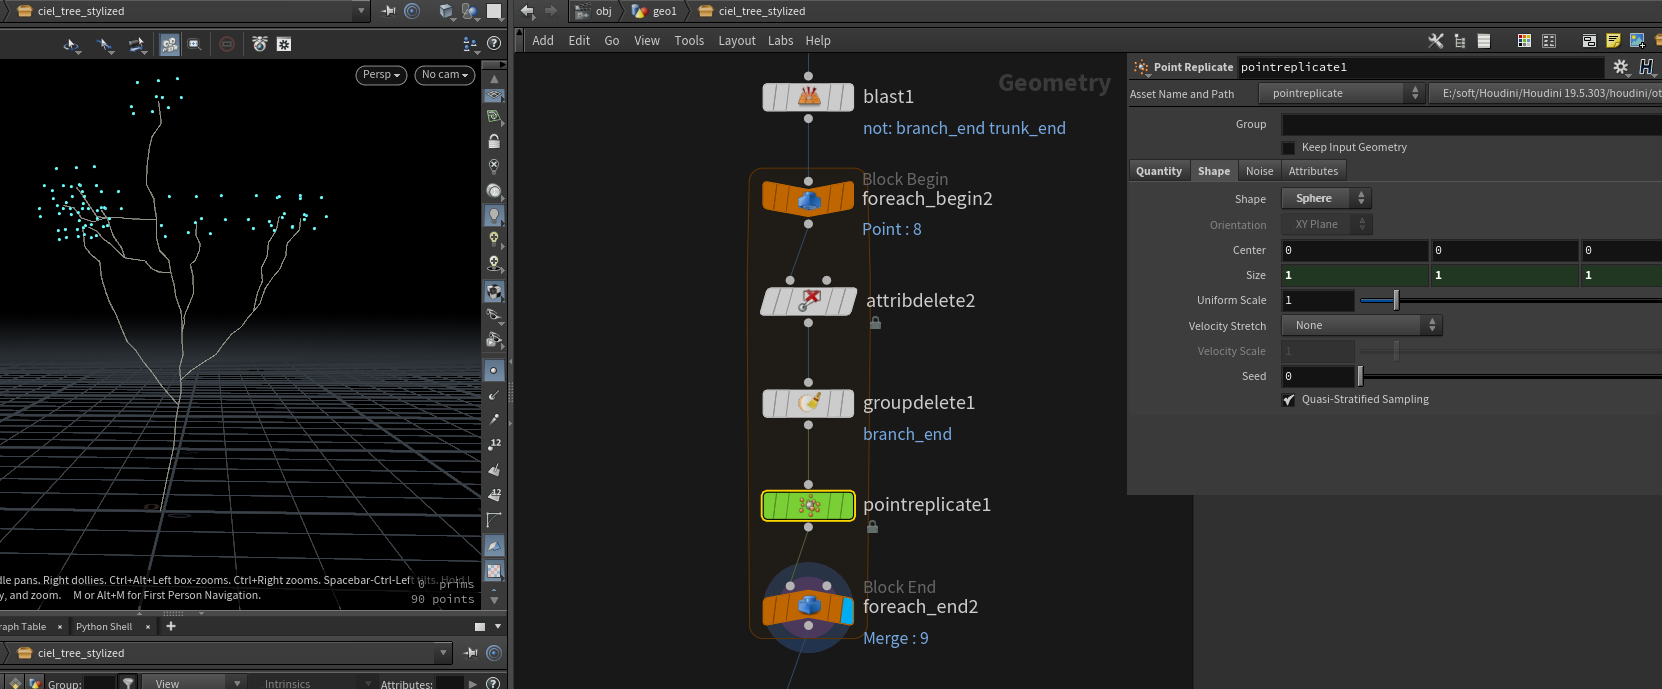 ciel_tree_stylized
Persp
No cam
dle pans. Right dollies. Ctrl+Alt+Left box-zooms. Ctrl+Right zooms. Spacebar-Ctrl-Left tilts. Hold L
y, and zoom. M or Alt+M for First Person Navigation.
0 prims
90 points
12
12
raph Table × Python Shell × +
ciel_tree_stylized
Group:
View
Intrinsics
Attributes:
obj geo1 ciel_tree_stylized
Add Edit Go View Tools Layout Labs Help
Geometry
blast1
not: branch_end trunk_end
Block Begin
foreach_begin2
Point : 8
attribdelete2
groupdelete1
branch_end
pointreplicate1
Block End
foreach_end2
Merge : 9
Point Replicate pointreplicate1
Asset Name and Path pointreplicate E:/soft/Houdini/Houdini 19.5.303/houdini/ot
Group
Keep Input Geometry
Quantity Shape Noise Attributes
Shape Sphere
Orientation XY Plane
Center 0 0 0
Size 1 1 1
Uniform Scale 1
Velocity Stretch None
Velocity Scale 1
Seed 0
Quasi-Stratified Sampling